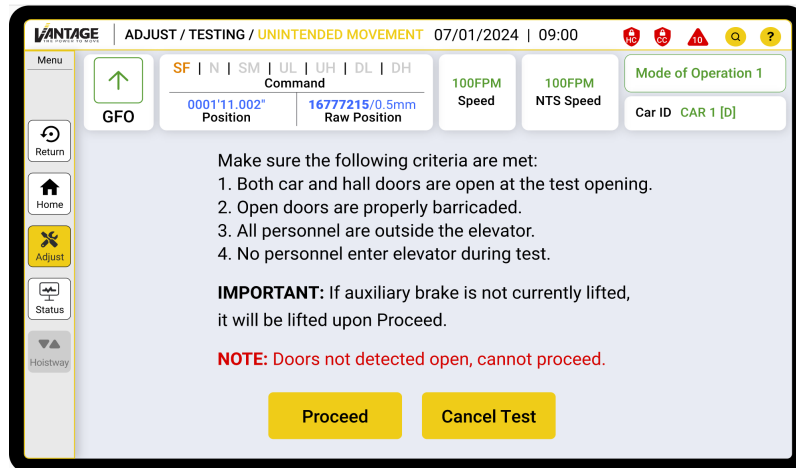 VANTAGE
THE POWER TO MOVE
ADJUST / TESTING / UNINTENDED MOVEMENT 07/01/2024 | 09:00
HC
CC
10
?
Menu
Return
Home
Adjust
Status
Hoistway
GFO
SF | N | SM | UL | UH | DL | DH
Command
0001'11.002"
Position
16777215/0.5mm
Raw Position
100FPM
Speed
100FPM
NTS Speed
Mode of Operation 1
Car ID CAR 1 [D]
Make sure the following criteria are met:
1. Both car and hall doors are open at the test opening.
2. Open doors are properly barricaded.
3. All personnel are outside the elevator.
4. No personnel enter elevator during test.
IMPORTANT: If auxiliary brake is not currently lifted,
it will be lifted upon Proceed.
NOTE: Doors not detected open, cannot proceed.
Proceed
Cancel Test